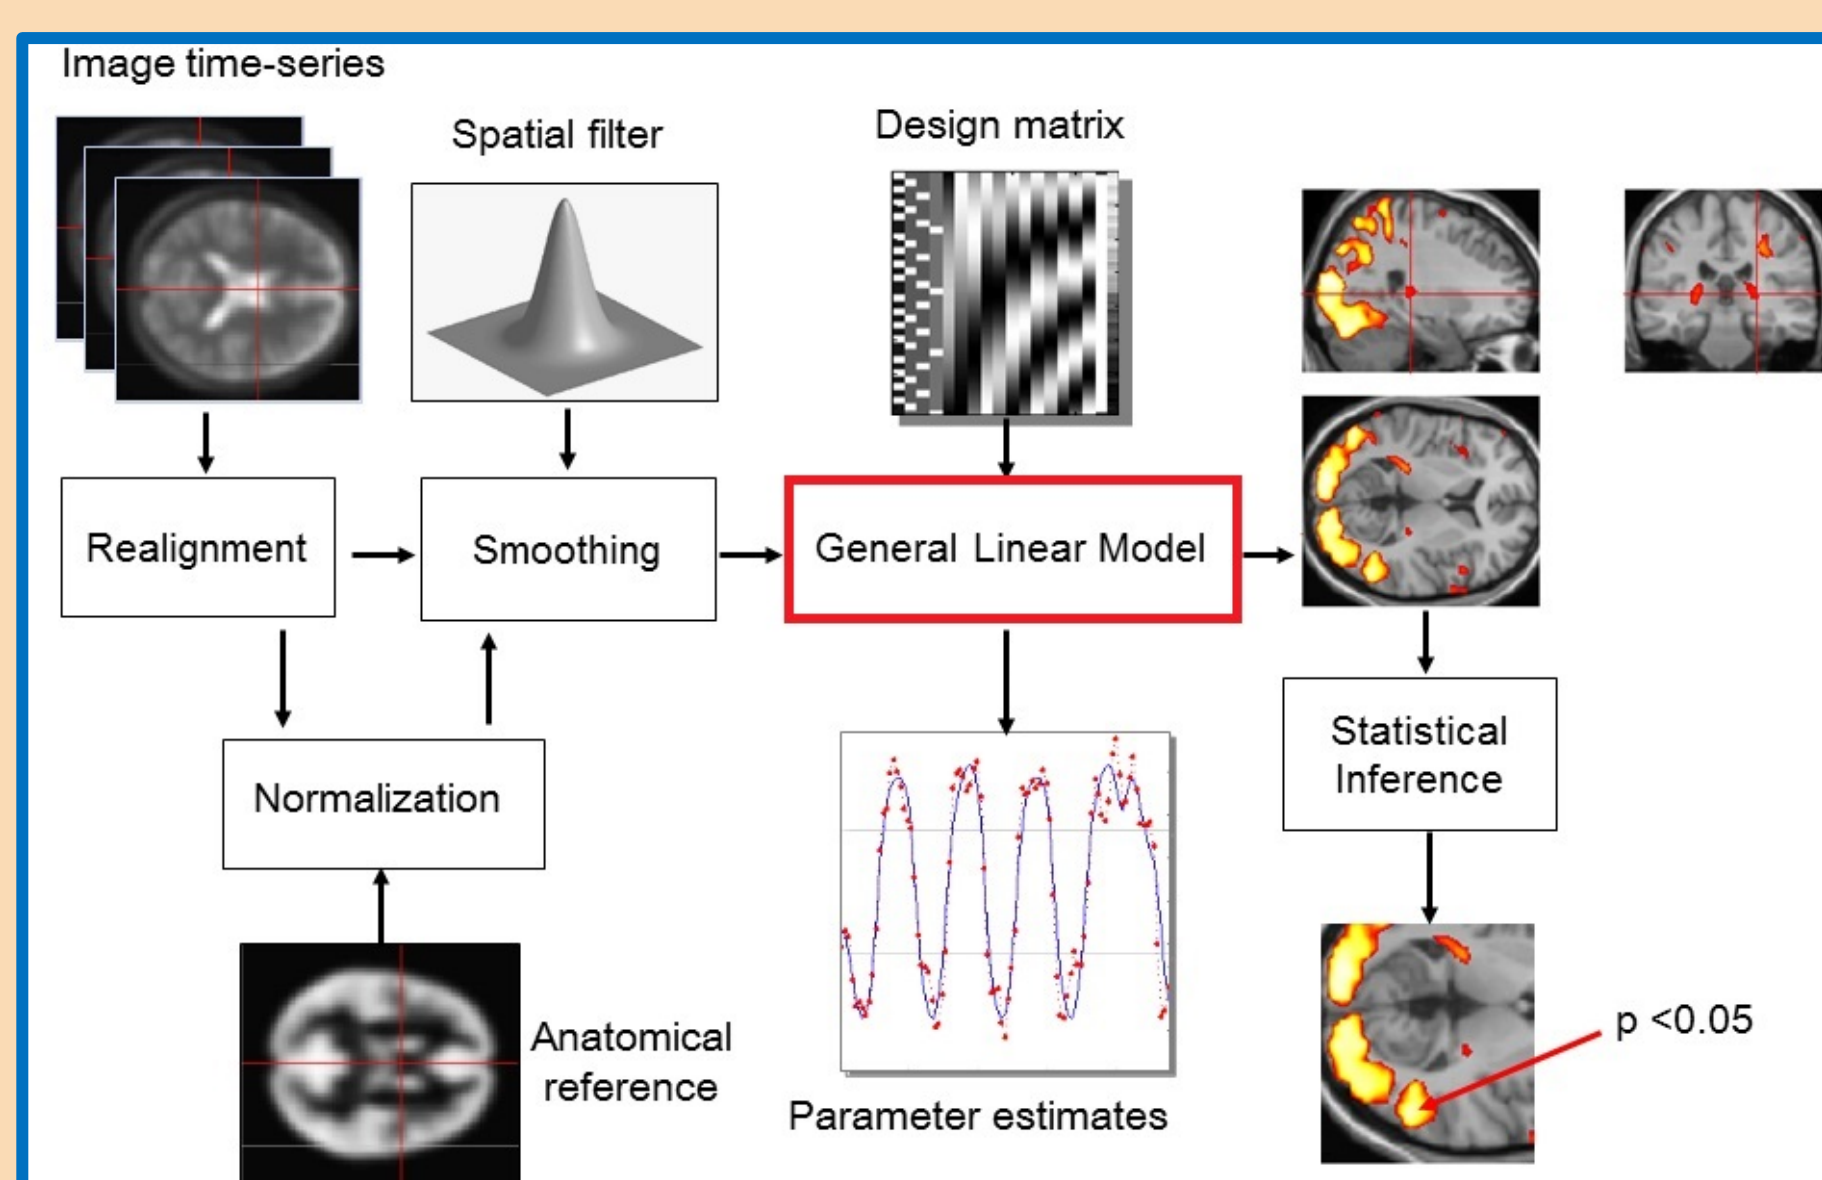 Image time-series
Spatial filter
Design matrix
Realignment
Smoothing
General Linear Model
Normalization
Statistical
Inference
Anatomical
reference
Parameter estimates
p <0.05